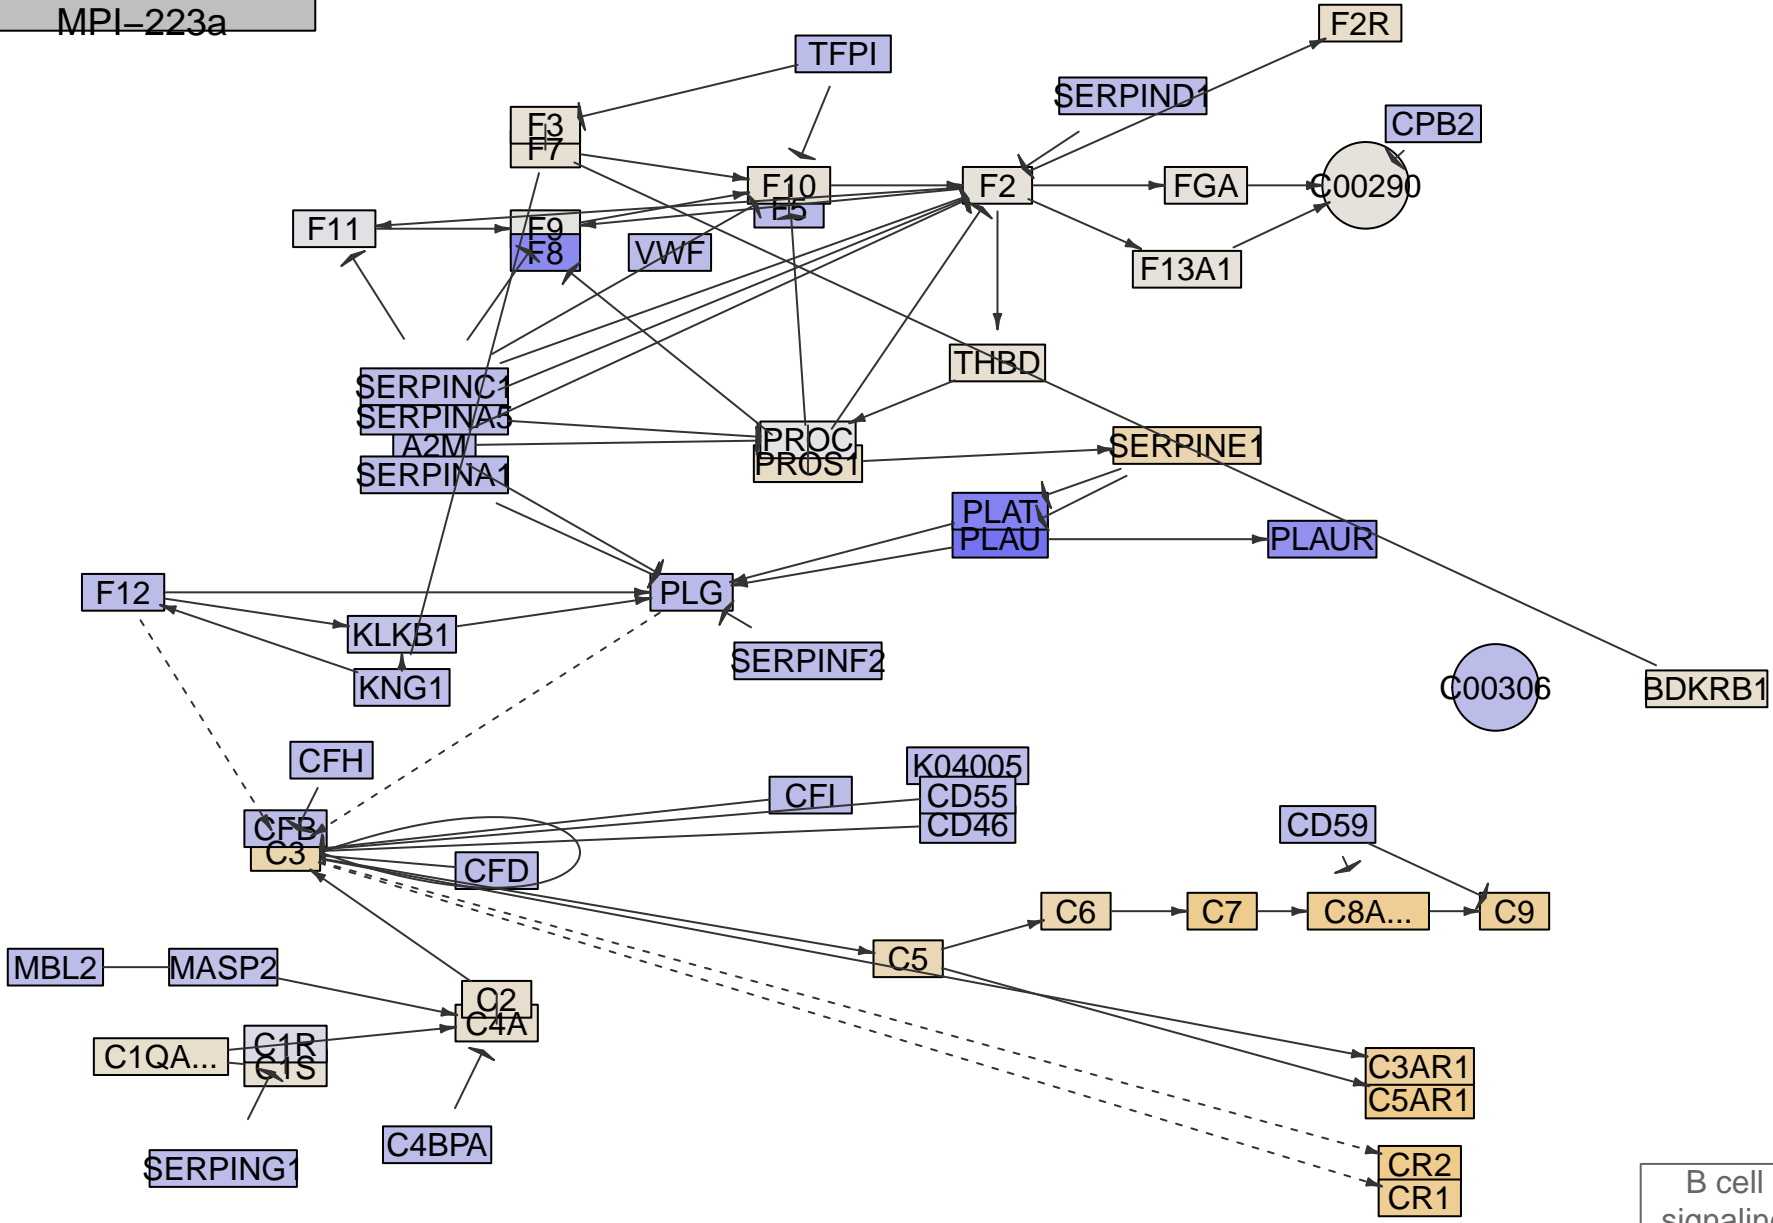 MPI–223a
F2R
TFPI
SERPIND1
CPB2
F3
F7
F10
F5
F2
FGA
C00290
F11
F9
F8
VWF
F13A1
THBD
SERPINC1
SERPINA5
A2M
SERPINA1
PROC
PROS1
SERPINE1
PLAT
PLAU
PLAUR
F12
PLG
KLKB1
KNG1
SERPINF2
C00306
BDKRB1
CFH
K04005
CFI
CD55
CD46
CFB
C3
CFD
CD59
C6
C7
C8A...
C9
C5
MBL2
MASP2
C2
C4A
C1QA...
C1R
C1S
C3AR1
C5AR1
C4BPA
SERPING1
CR2
CR1
B cell
signaling